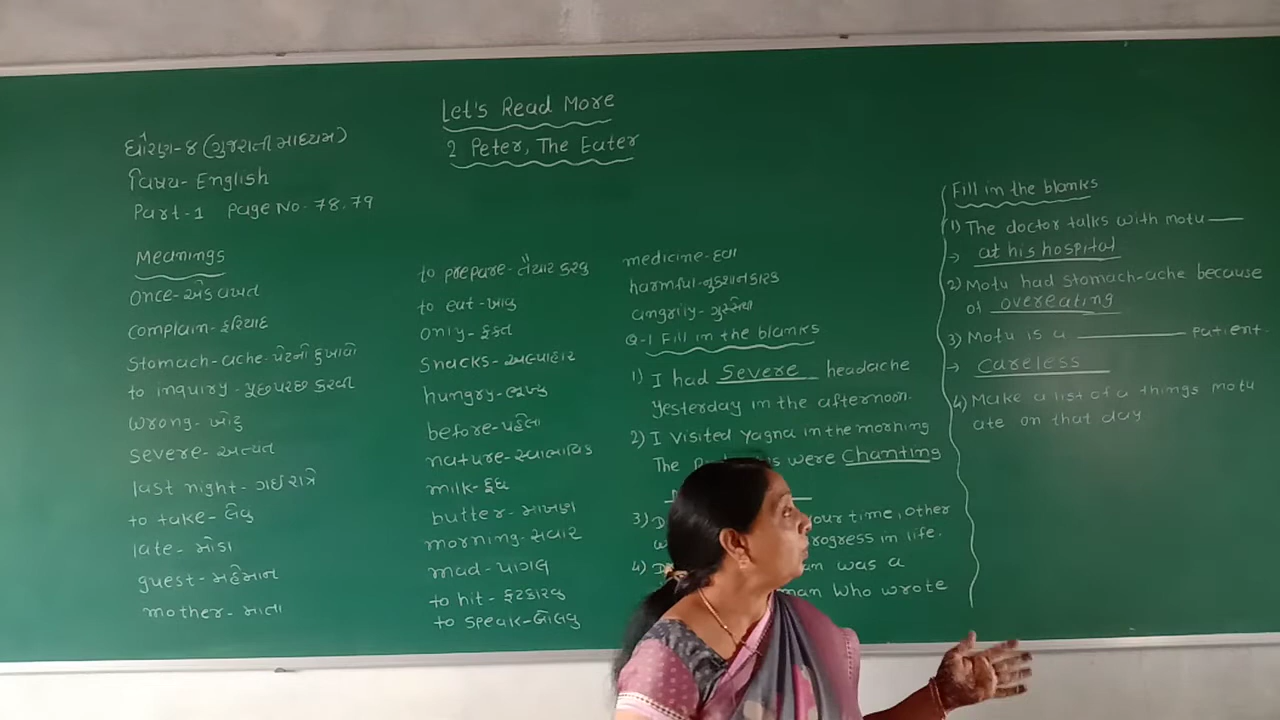 Let's Read More
2 Peter, The Eater
ધોરણ-8 (ગુજરાતી માધ્યમ)
વિષય- English
Part-1 Page No- 78.79
Meanings
once-એક વખત
complain-ફરિયાદ
Stomach-ache-પેટનો દુખાવો
to inquiry-પુછપરછ કરવી
wrong-ખોટુ
severe-અત્યંત
last night-ગઈ રાત્રે
to take-લેવુ
late-મોડા
guest-મહેમાન
mother-માતા
to prepare-તૈયાર કરવુ
to eat-ખાવુ
only-ફક્ત
Snacks-અલ્પાહાર
hungry-ભૂખ્યુ
before-પહેલા
nature-સ્વાભાવિક
milk-દૂધ
butter-માખણ
morning-સવાર
mad-પાગલ
to hit-ફટકારવુ
to speak-બોલવુ
medicine-દવા
harmful-નુકશાનકારક
angrily-ગુસ્સેથી
Q-1 Fill in the blanks
1) I had Severe headache
yesterday in the afternoon.
2) I visited yagna in the morning
The were Chanting
3) your time, other
progress in life.
4) was a
man who wrote
Fill in the blanks
1) The doctor talks with motu ___
→ at his hospital
2) Motu had stomach-ache because
of overeating
3) Motu is a ___ patient.
→ Careless
4) Make a list of a things motu
ate on that day